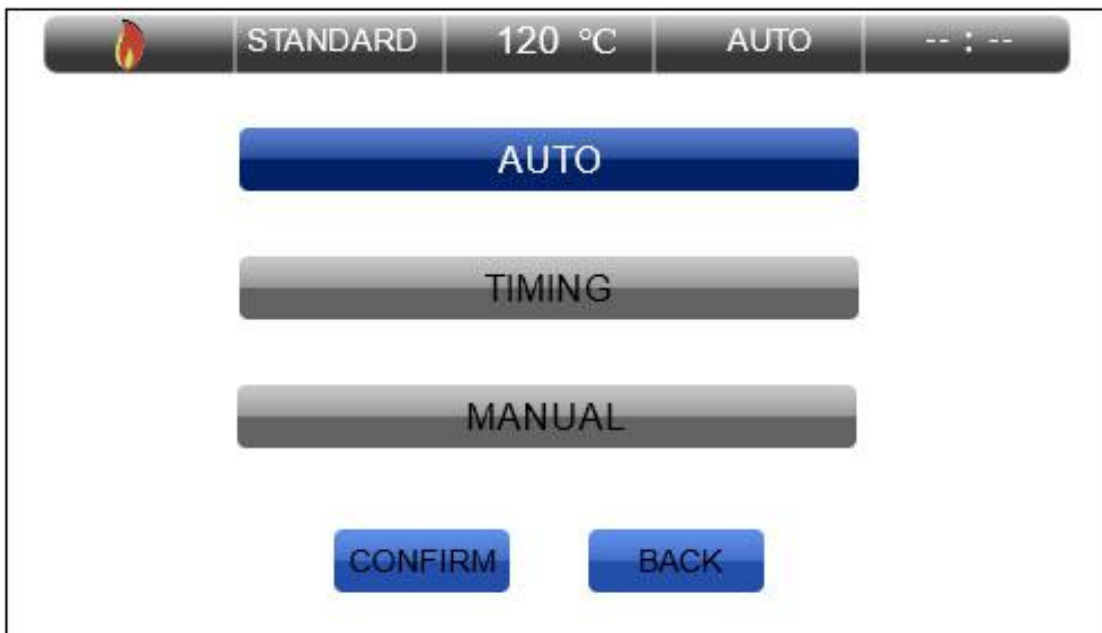 STANDARD 120 ℃ AUTO -- : --
AUTO
TIMING
MANUAL
CONFIRM BACK